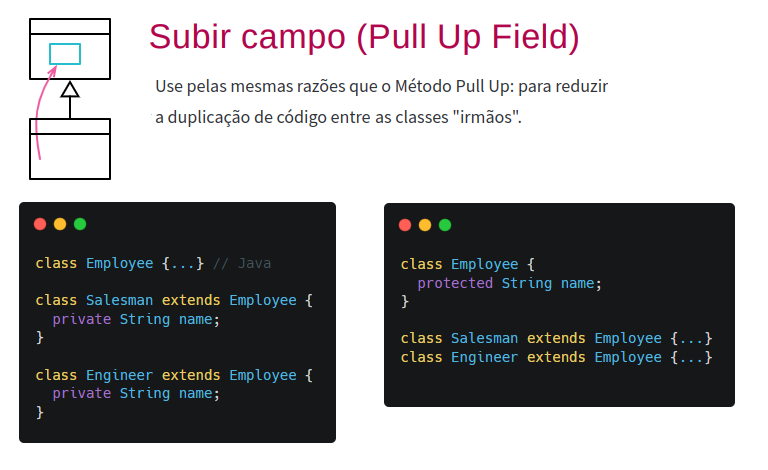 Subir campo (Pull Up Field)
Use pelas mesmas razões que o Método Pull Up: para reduzir
a duplicação de código entre as classes "irmãos".
class Employee {...} // Java
class Salesman extends Employee {
private String name;
}
class Engineer extends Employee {
private String name;
}
class Employee {
protected String name;
}
class Salesman extends Employee {...}
class Engineer extends Employee {...}